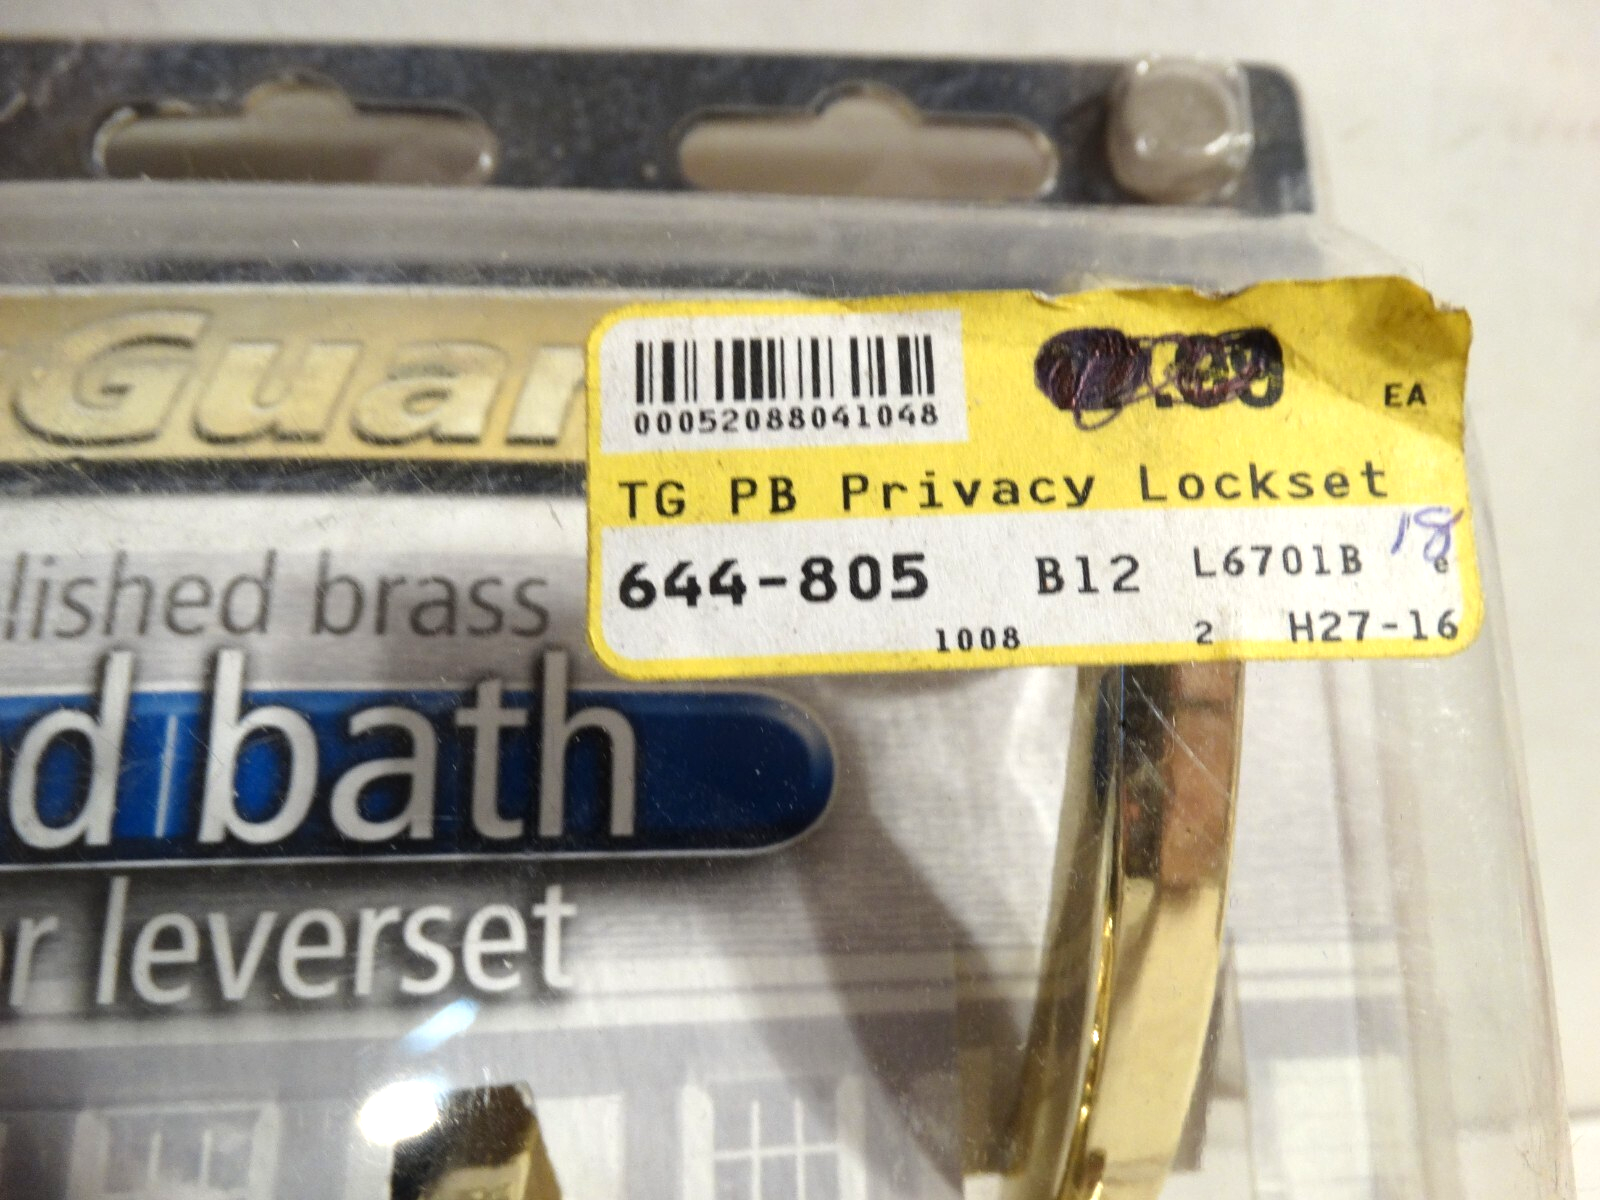 Guar
00052088041048
EA
TG PB Privacy Lockset
18
644-805 B12 L6701B e
1008 2 H27-16
lished brass
d bath
r leverset